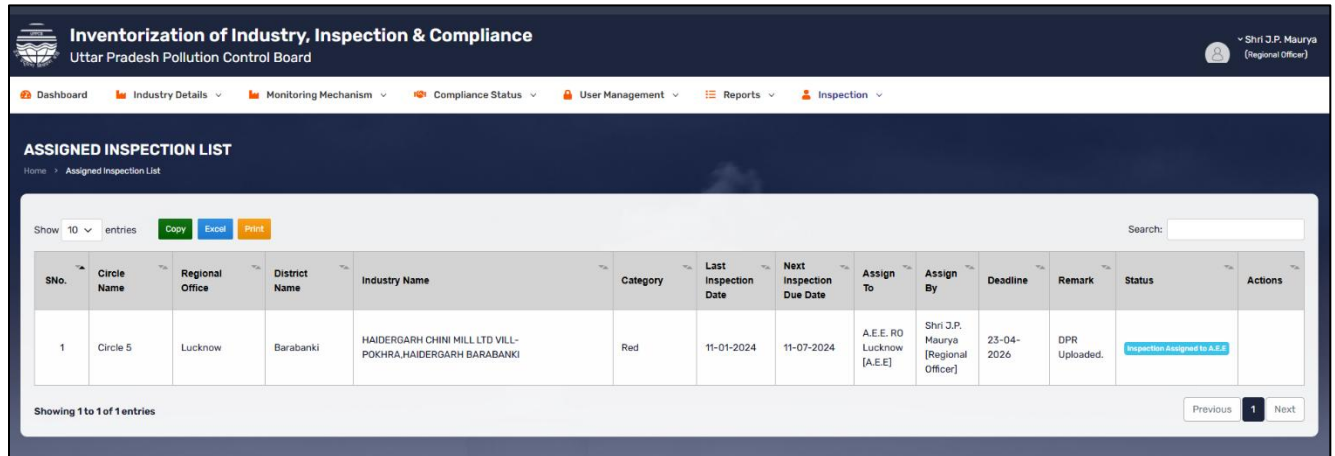 Inventorization of Industry, Inspection & Compliance
Uttar Pradesh Pollution Control Board
Shri J.P. Maurya
(Regional Officer)
Dashboard Industry Details Monitoring Mechanism Compliance Status User Management Reports Inspection
ASSIGNED INSPECTION LIST
Home > Assigned Inspection List
Show 10 entries Copy Excel Print Search:
SNo. Circle Name Regional Office District Name Industry Name Category Last Inspection Date Next Inspection Due Date Assign To Assign By Deadline Remark Status Actions
1 Circle 5 Lucknow Barabanki HAIDERGARH CHINI MILL LTD VILL-POKHRA,HAIDERGARH BARABANKI Red 11-01-2024 11-07-2024 A.E.E. RO Lucknow [A.E.E] Shri J.P. Maurya [Regional Officer] 23-04-2026 DPR Uploaded. Inspection Assigned to A.E.E
Showing 1 to 1 of 1 entries Previous 1 Next